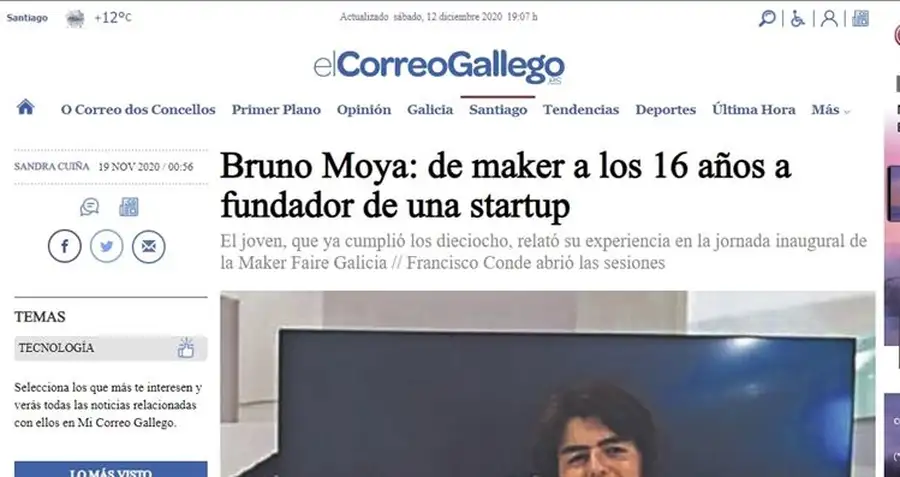 Santiago +12ºC
Actualizado sábado, 12 diciembre 2020 19:07 h
elCorreoGallego
.es
O Correo dos Concellos Primer Plano Opinión Galicia Santiago Tendencias Deportes Última Hora Más
SANDRA CUIÑA 19 NOV 2020 / 00:56
Bruno Moya: de maker a los 16 años a
fundador de una startup
El joven, que ya cumplió los dieciocho, relató su experiencia en la jornada inaugural de
la Maker Faire Galicia // Francisco Conde abrió las sesiones
TEMAS
TECNOLOGÍA
Selecciona los que más te interesen y
verás todas las noticias relacionadas
con ellos en Mi Correo Gallego.
LO MÁS VISTO